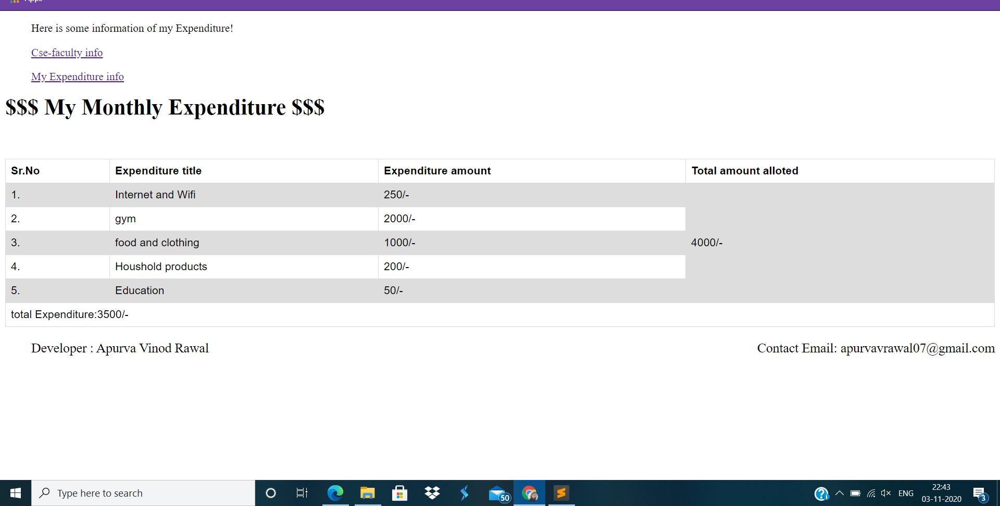 Apps
Here is some information of my Expenditure!
Cse-faculty info
My Expenditure info
$$$ My Monthly Expenditure $$$
Sr.No Expenditure title Expenditure amount Total amount alloted
1. Internet and Wifi 250/-
2. gym 2000/-
3. food and clothing 1000/- 4000/-
4. Houshold products 200/-
5. Education 50/-
total Expenditure:3500/-
Developer : Apurva Vinod Rawal Contact Email: apurvavrawal07@gmail.com
Type here to search 50 ENG 22:43 3
03-11-2020